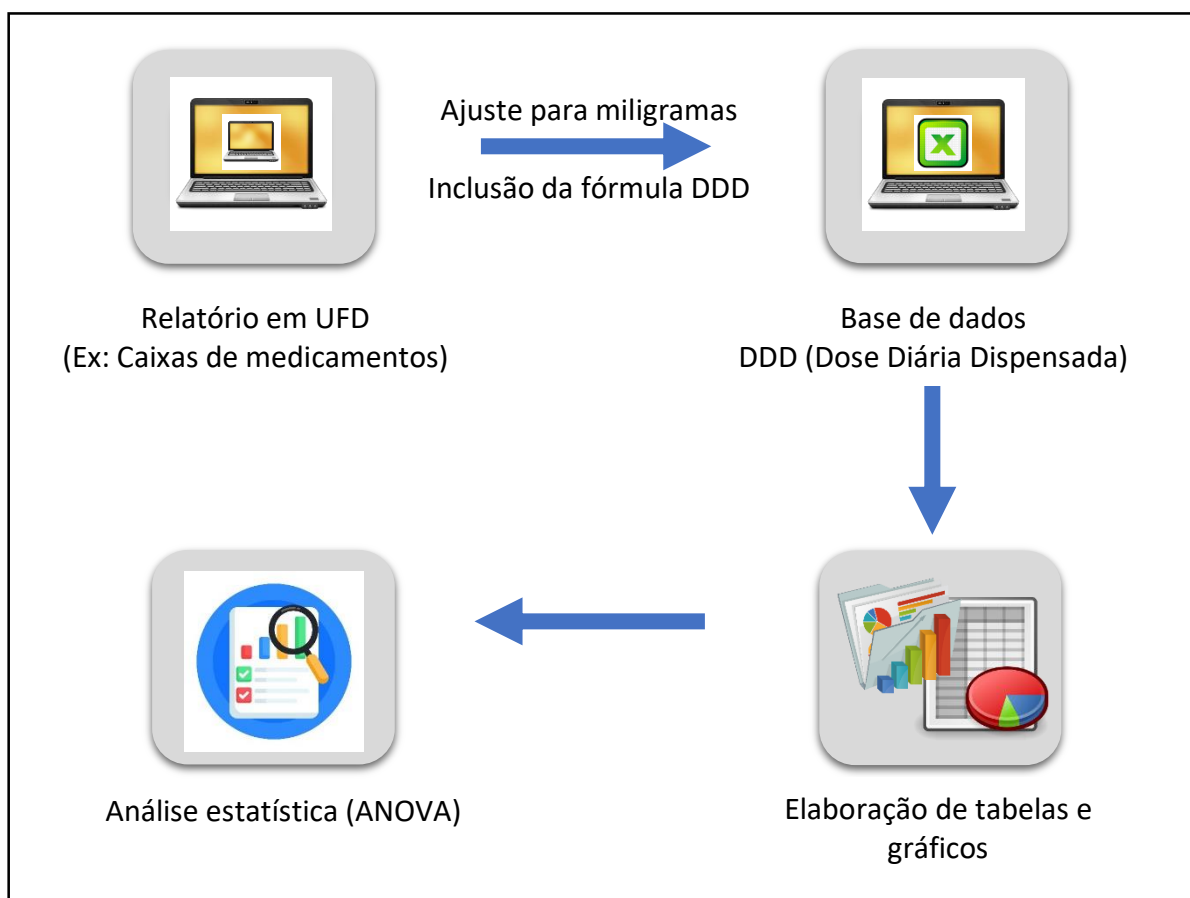 Ajuste para miligramas
Inclusão da fórmula DDD
Relatório em UFD
(Ex: Caixas de medicamentos)
Base de dados
DDD (Dose Diária Dispensada)
Elaboração de tabelas e
gráficos
Análise estatística (ANOVA)